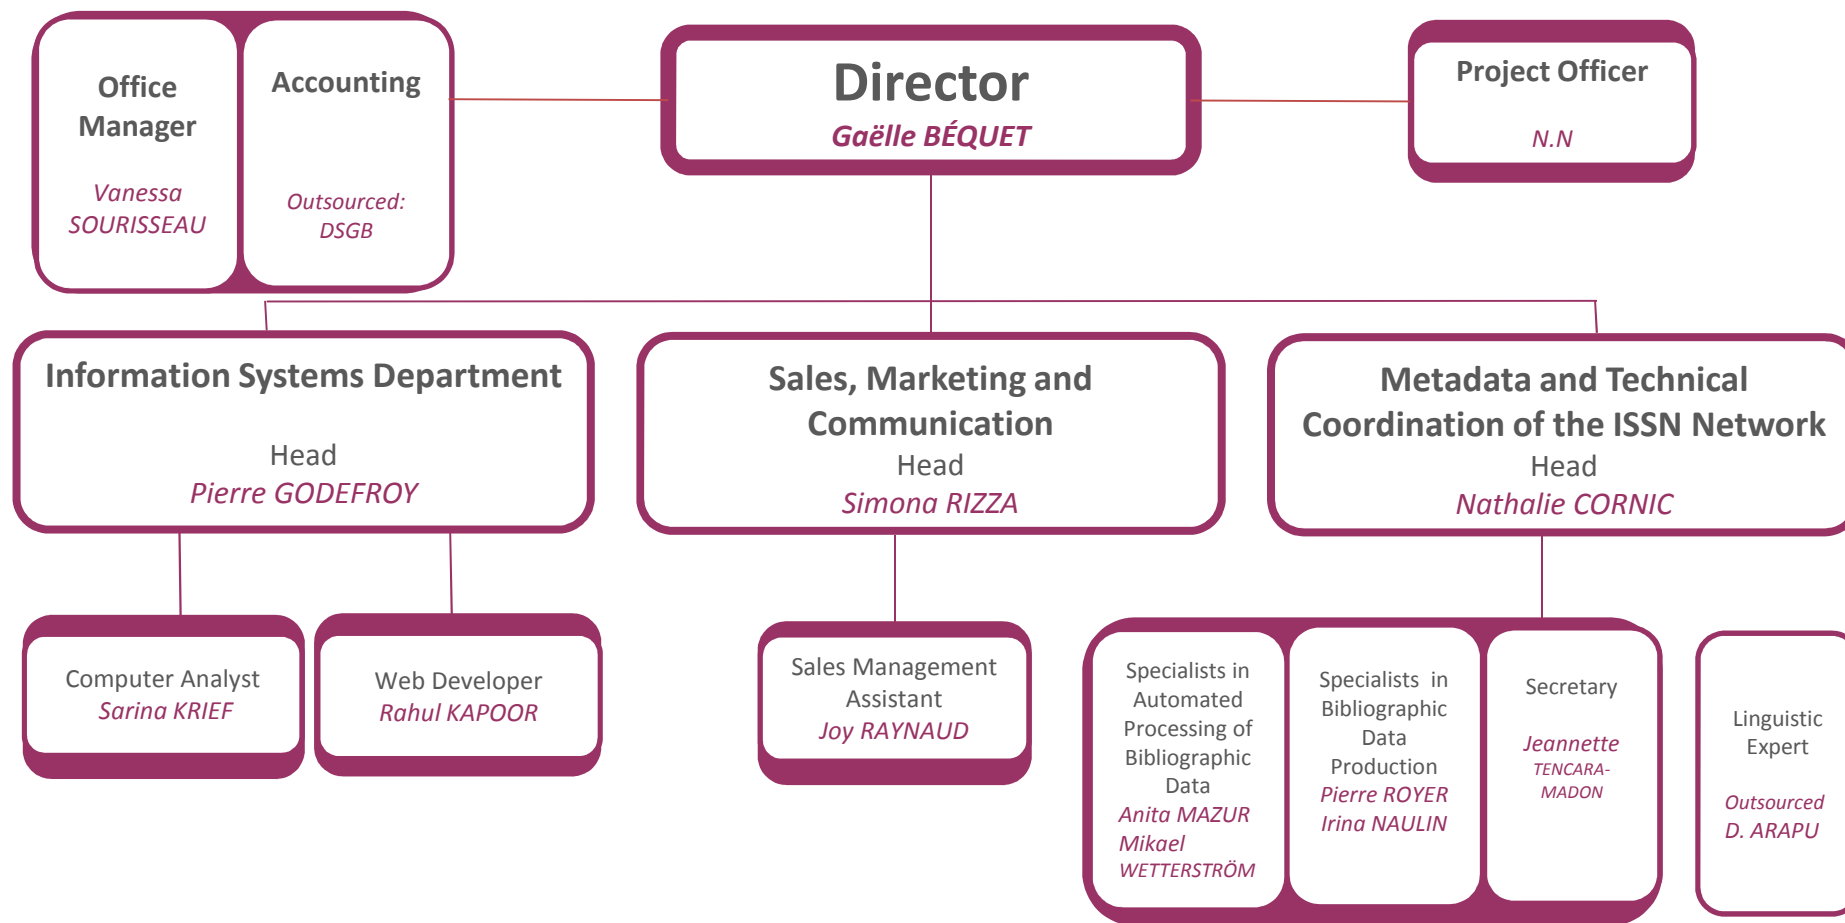 Office
Manager
Vanessa
SOURISSEAU
Accounting
Outsourced:
DSGB
Director
Gaëlle BÉQUET
Project Officer
N.N
Information Systems Department
Head
Pierre GODEFROY
Sales, Marketing and
Communication
Head
Simona RIZZA
Metadata and Technical
Coordination of the ISSN Network
Head
Nathalie CORNIC
Computer Analyst
Sarina KRIEF
Web Developer
Rahul KAPOOR
Sales Management
Assistant
Joy RAYNAUD
Specialists in
Automated
Processing of
Bibliographic
Data
Anita MAZUR
Mikael
WETTERSTRÖM
Specialists in
Bibliographic
Data
Production
Pierre ROYER
Irina NAULIN
Secretary
Jeannette
TENCARA-
MADON
Linguistic
Expert
Outsourced
D. ARAPU